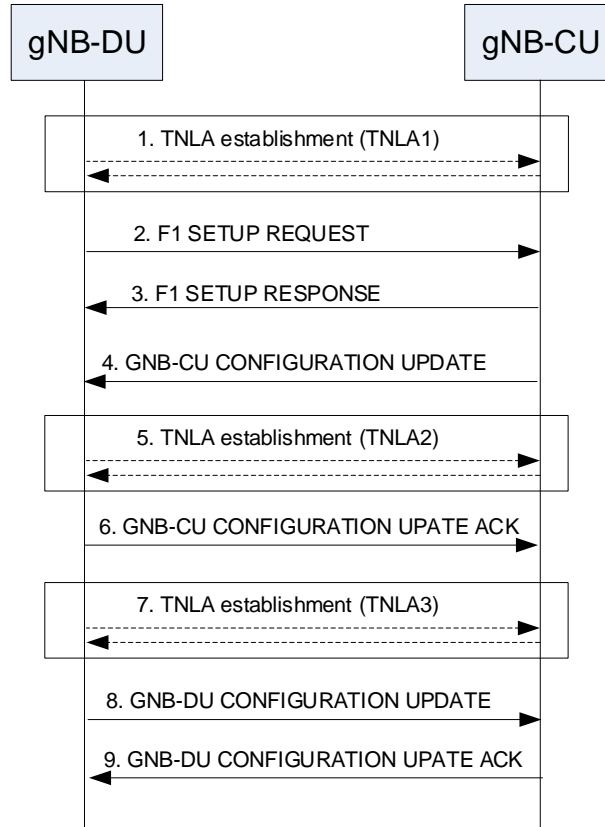 gNB-DU
gNB-CU
1. TNLA establishment (TNLA1)
2. F1 SETUP REQUEST
3. F1 SETUP RESPONSE
4. GNB-CU CONFIGURATION UPDATE
5. TNLA establishment (TNLA2)
6. GNB-CU CONFIGURATION UPATE ACK
7. TNLA establishment (TNLA3)
8. GNB-DU CONFIGURATION UPDATE
9. GNB-DU CONFIGURATION UPATE ACK